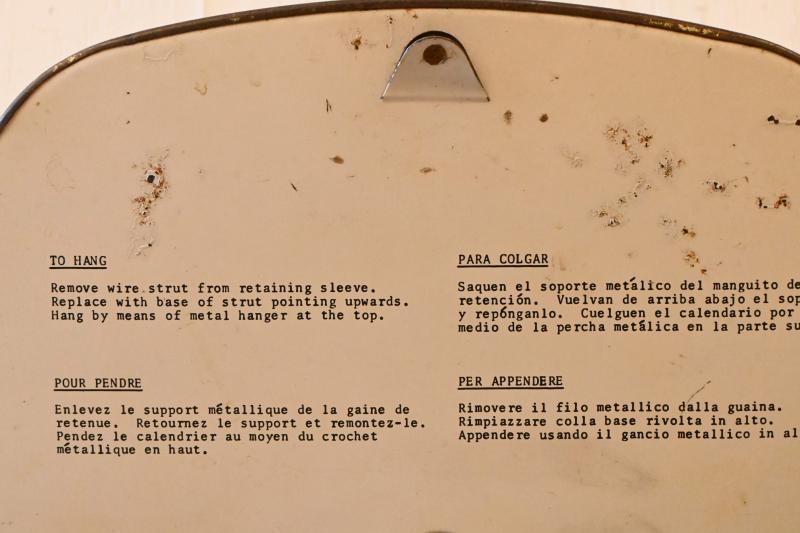 TO HANG
Remove wire strut from retaining sleeve.
Replace with base of strut pointing upwards.
Hang by means of metal hanger at the top.
PARA COLGAR
Saquen el soporte metálico del manguito de
retención. Vuelvan de arriba abajo el
y repónganlo. Cuelguen el calendario por
medio de la percha metálica en la parte
POUR PENDRE
Enlevez le support métallique de la gaine de
retenue. Retournez le support et remontez-le.
Pendez le calendrier au moyen du crochet
métallique en haut.
PER APPENDERE
Rimovere il filo metallico dalla guaina.
Rimpiazzare colla base rivolta in alto.
Appendere usando il gancio metallico in